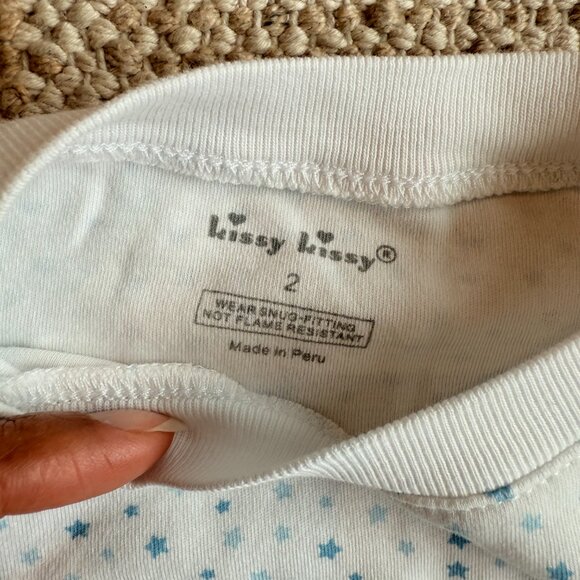 kissy kissy®
2
WEAR SNUG-FITTING
NOT FLAME RESISTANT
Made in Peru